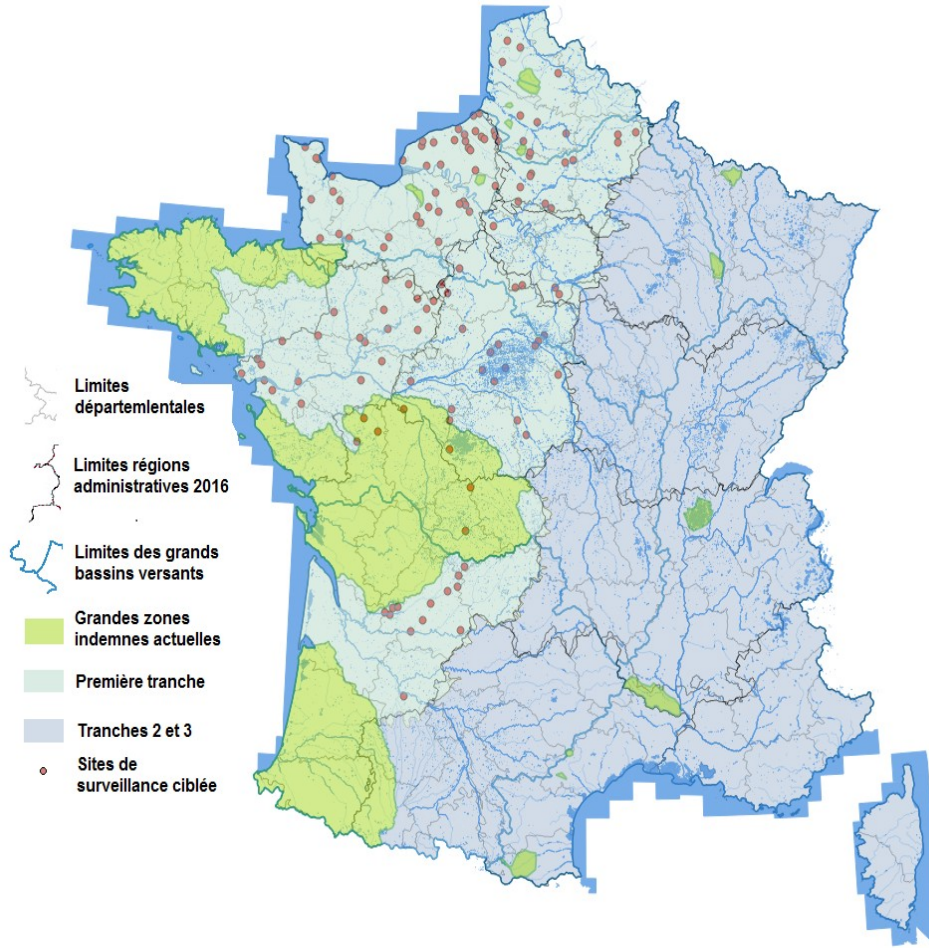 Limites
départemlentales
Limites régions
administratives 2016
Limites des grands
bassins versants
Grandes zones
indemnes actuelles
Première tranche
Tranches 2 et 3
Sites de
surveillance ciblée